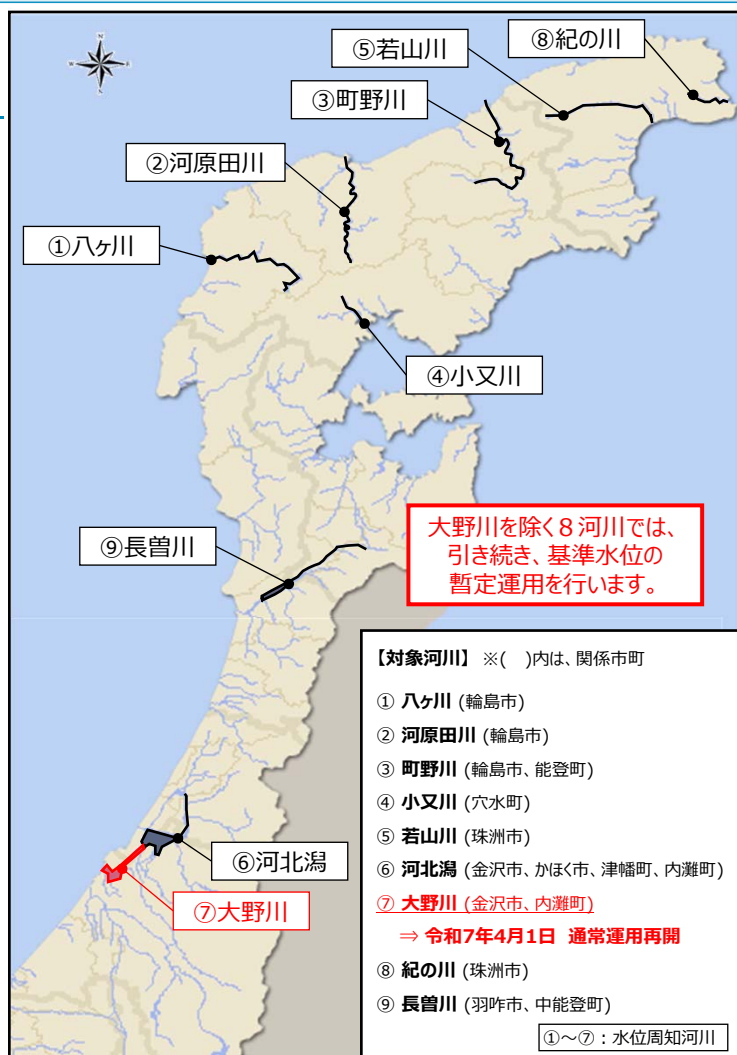 ⑧紀の川
⑤若山川
③町野川
②河原田川
①八ヶ川
④小又川
⑨長曽川
大野川を除く8河川では、
引き続き、基準水位の
暫定運用を行います。
⑥河北潟
⑦大野川
【対象河川】 ※( )内は、関係市町
① 八ヶ川 (輪島市)
② 河原田川 (輪島市)
③ 町野川 (輪島市、能登町)
④ 小又川 (穴水町)
⑤ 若山川 (珠洲市)
⑥ 河北潟 (金沢市、かほく市、津幡町、内灘町)
⑦ 大野川 (金沢市、内灘町)
⇒ 令和7年4月1日 通常運用再開
⑧ 紀の川 (珠洲市)
⑨ 長曽川 (羽咋市、中能登町)
①～⑦：水位周知河川